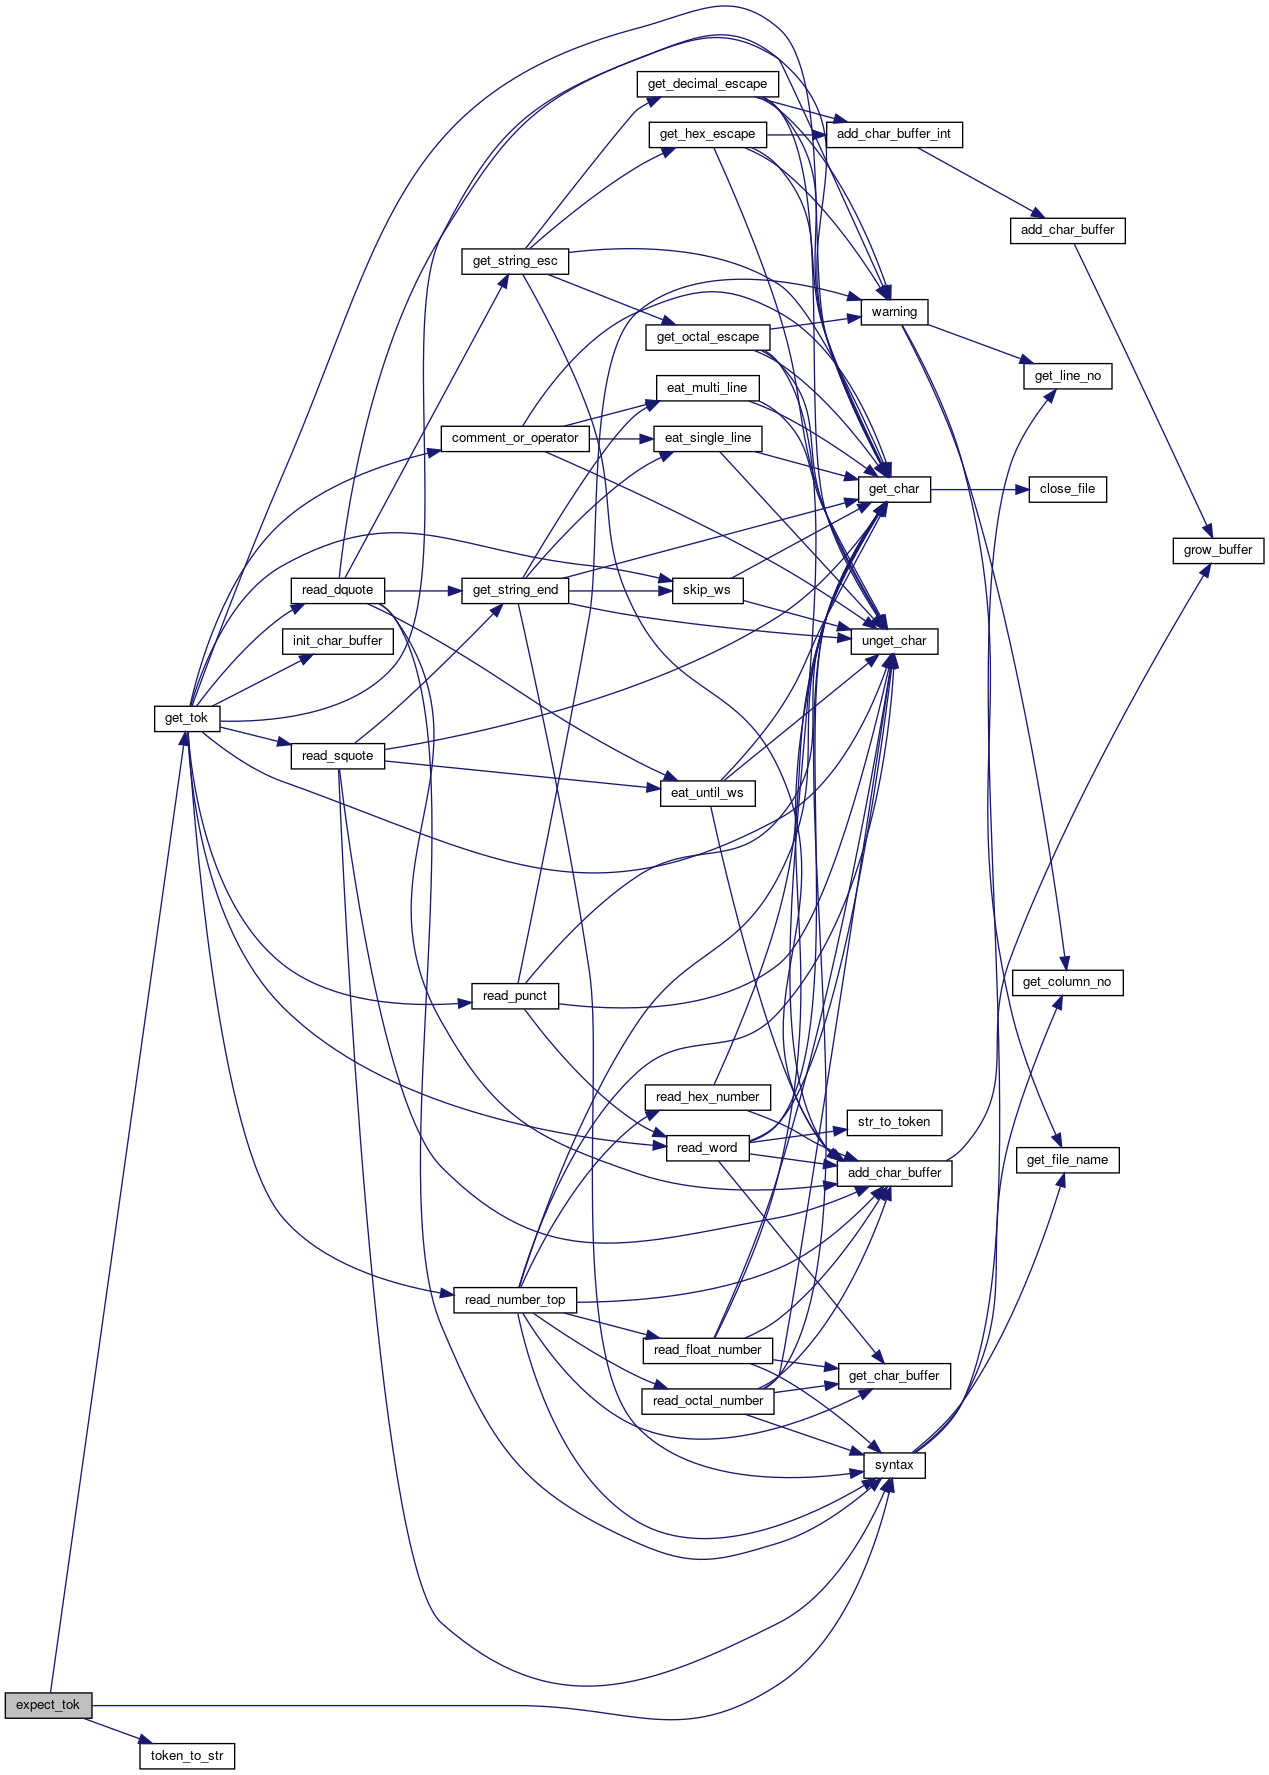 get_decimal_escape
get_hex_escape
add_char_buffer_int
add_char_buffer
get_string_esc
warning
get_octal_escape
get_line_no
eat_multi_line
comment_or_operator
eat_single_line
get_char
close_file
grow_buffer
read_dquote
get_string_end
skip_ws
init_char_buffer
unget_char
get_tok
read_squote
eat_until_ws
get_column_no
read_punct
read_hex_number
str_to_token
read_word
get_file_name
add_char_buffer
read_number_top
read_float_number
get_char_buffer
read_octal_number
syntax
expect_tok
token_to_str